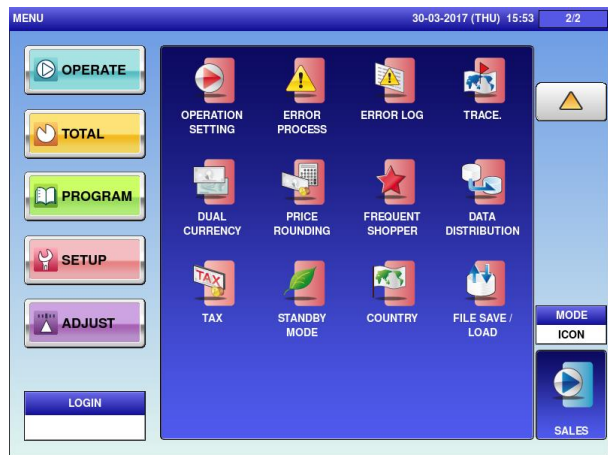 MENU
30-03-2017 (THU) 15:53
2/2
OPERATE
TOTAL
PROGRAM
SETUP
ADJUST
LOGIN
OPERATION
SETTING
ERROR
PROCESS
ERROR LOG
TRACE.
DUAL
CURRENCY
PRICE
ROUNDING
FREQUENT
SHOPPER
DATA
DISTRIBUTION
TAX
TAX
STANDBY
MODE
COUNTRY
FILE SAVE /
LOAD
MODE
ICON
SALES